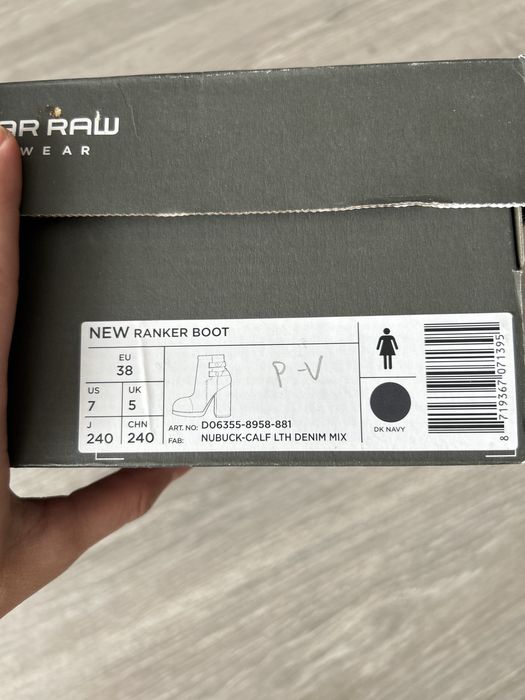 AR RAW
WEAR
NEW RANKER BOOT
EU
38
US
7
UK
5
J
240
CHN
240
P-V
ART. NO: D06355-8958-881
FAB: NUBUCK-CALF LTH DENIM MIX
DK NAVY
8 719367 071395